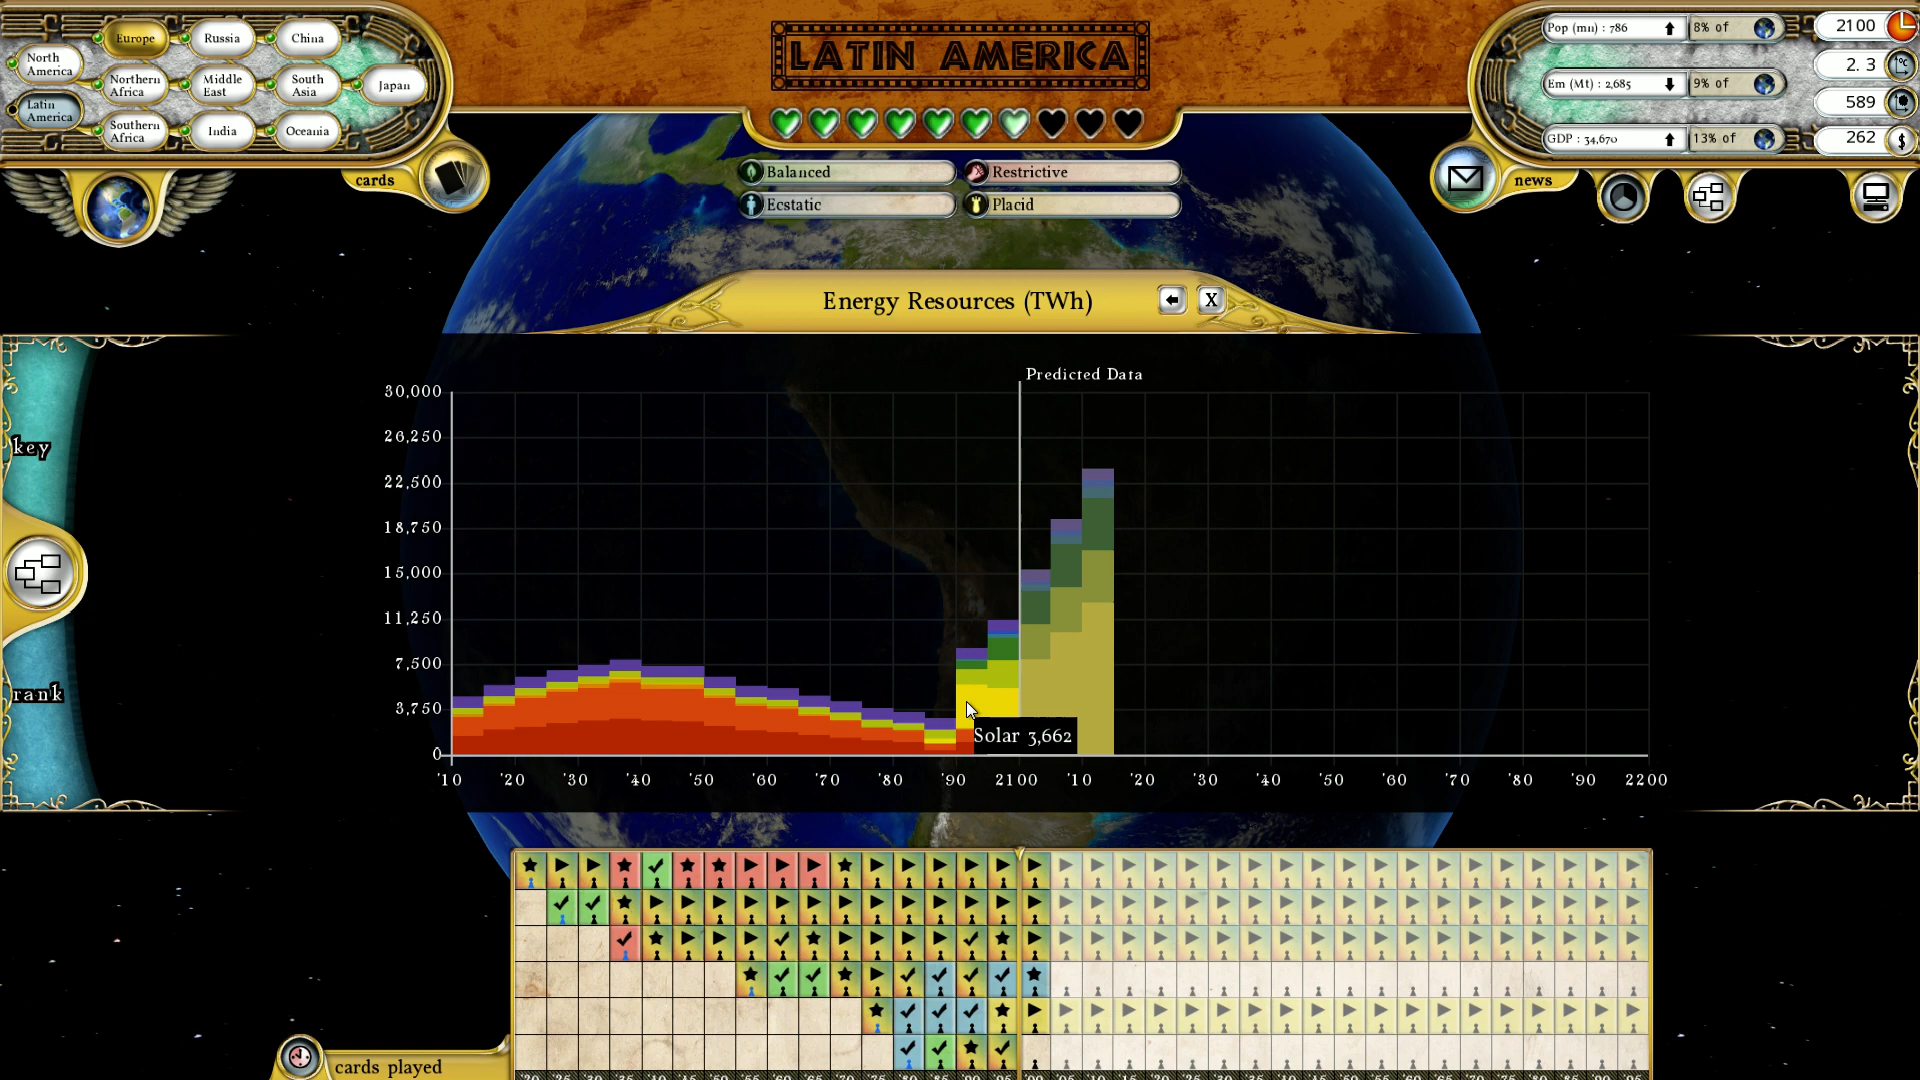 North America
Europe
Russia
China
Northern Africa
Middle East
South Asia
Japan
Latin America
Southern Africa
India
Oceania
cards
LATIN AMERICA
Balanced
Restrictive
Ecstatic
Placid
Pop (mn) : 786
8% of
2100
Em (Mt) : 2,685
9% of
2. 3
°C
589
GDP : 34,670
13% of
262
$
news
Energy Resources (TWh)
X
key
rank
Predicted Data
30,000
26,250
22,500
18,750
15,000
11,250
7,500
3,750
0
Solar 3,662
'10 '20 '30 '40 '50 '60 '70 '80 '90 2100 '10 '20 '30 '40 '50 '60 '70 '80 '90 2200
cards played